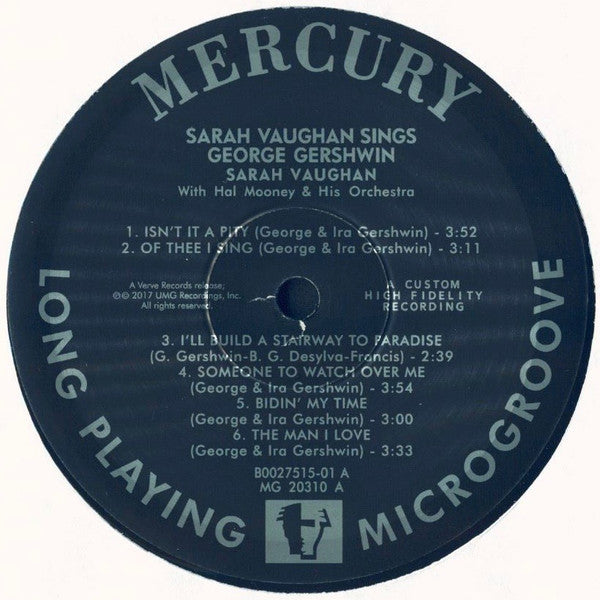 MERCURY
SARAH VAUGHAN SINGS
GEORGE GERSHWIN
SARAH VAUGHAN
With Hal Mooney & His Orchestra
1. ISN'T IT A PITY (George & Ira Gershwin) - 3:52
2. OF THEE I SING (George & Ira Gershwin) - 3:11
A Verve Records release;
℗© 2017 UMG Recordings, Inc.
All rights reserved.
A CUSTOM
HIGH FIDELITY
RECORDING
3. I'LL BUILD A STAIRWAY TO PARADISE
(G. Gershwin-B. G. Desylva-Francis) - 2:39
4. SOMEONE TO WATCH OVER ME
(George & Ira Gershwin) - 3:54
5. BIDIN' MY TIME
(George & Ira Gershwin) - 3:00
6. THE MAN I LOVE
(George & Ira Gershwin) - 3:33
B0027515-01 A
MG 20310 A
LONG PLAYING
MICROGROOVE